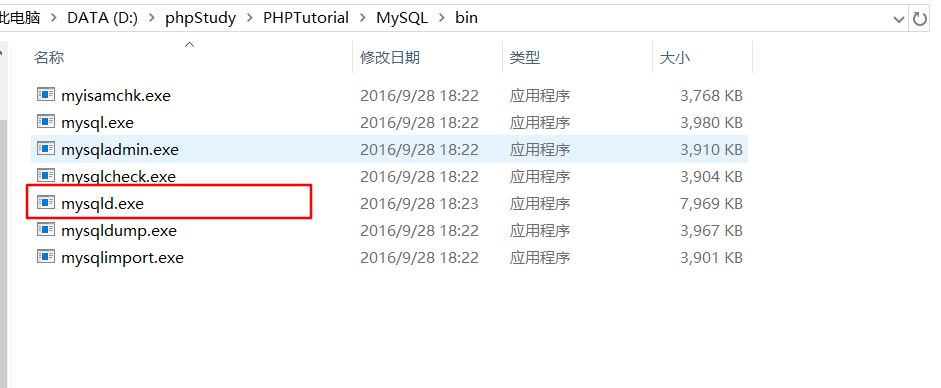 此电脑 > DATA (D:) > phpStudy > PHPTutorial > MySQL > bin
名称 修改日期 类型 大小
myisamchk.exe 2016/9/28 18:22 应用程序 3,768 KB
mysql.exe 2016/9/28 18:22 应用程序 3,980 KB
mysqladmin.exe 2016/9/28 18:22 应用程序 3,910 KB
mysqlcheck.exe 2016/9/28 18:22 应用程序 3,904 KB
mysqld.exe 2016/9/28 18:23 应用程序 7,969 KB
mysqldump.exe 2016/9/28 18:22 应用程序 3,967 KB
mysqlimport.exe 2016/9/28 18:22 应用程序 3,901 KB